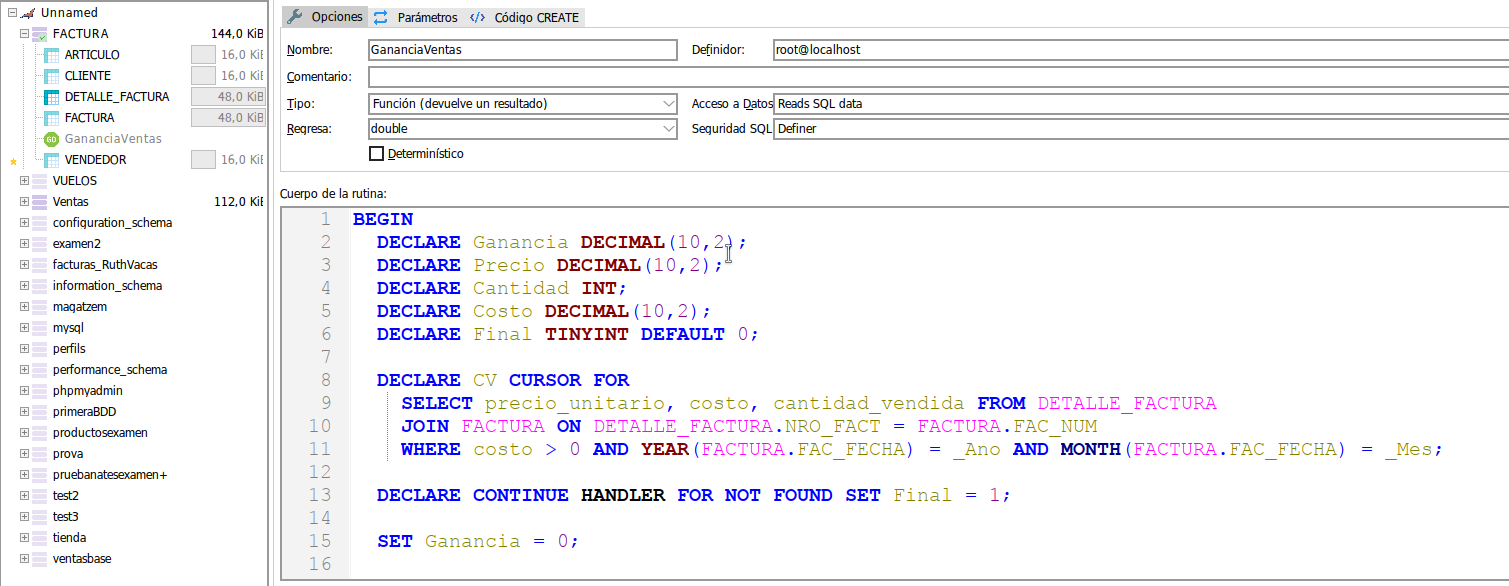 Unnamed
FACTURA 144,0 KiB
ARTICULO 16,0 KiB
CLIENTE 16,0 KiB
DETALLE_FACTURA 48,0 KiB
FACTURA 48,0 KiB
GO GananciaVentas
VENDEDOR 16,0 KiB
VUELOS
Ventas 112,0 KiB
configuration_schema
examen2
facturas_RuthVacas
information_schema
magatzem
mysql
perfils
performance_schema
phpmyadmin
primeraBDD
productosexamen
prova
pruebanatesexamen+
test2
test3
tienda
ventasbase
Opciones Parámetros Código CREATE
Nombre: GananciaVentas Definidor: root@localhost
Comentario:
Tipo: Función (devuelve un resultado) Acceso a Datos Reads SQL data
Regresa: double Seguridad SQL Definer
Determinístico
Cuerpo de la rutina:
1 BEGIN
2 DECLARE Ganancia DECIMAL(10,2);
3 DECLARE Precio DECIMAL(10,2);
4 DECLARE Cantidad INT;
5 DECLARE Costo DECIMAL(10,2);
6 DECLARE Final TINYINT DEFAULT 0;
7
8 DECLARE CV CURSOR FOR
9 SELECT precio_unitario, costo, cantidad_vendida FROM DETALLE_FACTURA
10 JOIN FACTURA ON DETALLE_FACTURA.NRO_FACT = FACTURA.FAC_NUM
11 WHERE costo > 0 AND YEAR(FACTURA.FAC_FECHA) = _Ano AND MONTH(FACTURA.FAC_FECHA) = _Mes;
12
13 DECLARE CONTINUE HANDLER FOR NOT FOUND SET Final = 1;
14
15 SET Ganancia = 0;
16